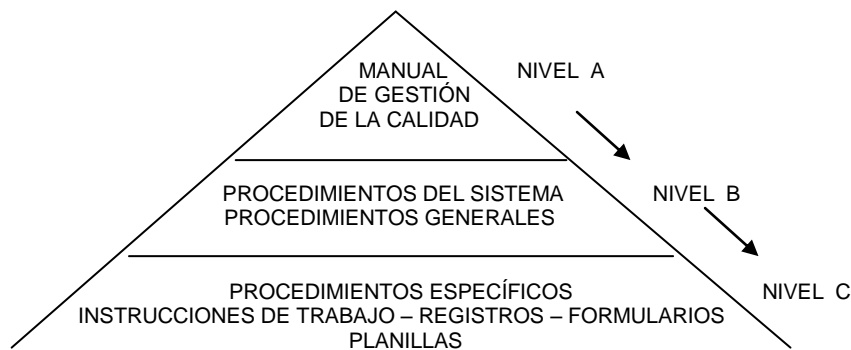 MANUAL
DE GESTIÓN
DE LA CALIDAD
NIVEL A
PROCEDIMIENTOS DEL SISTEMA
PROCEDIMIENTOS GENERALES
NIVEL B
PROCEDIMIENTOS ESPECÍFICOS
INSTRUCCIONES DE TRABAJO – REGISTROS – FORMULARIOS
PLANILLAS
NIVEL C